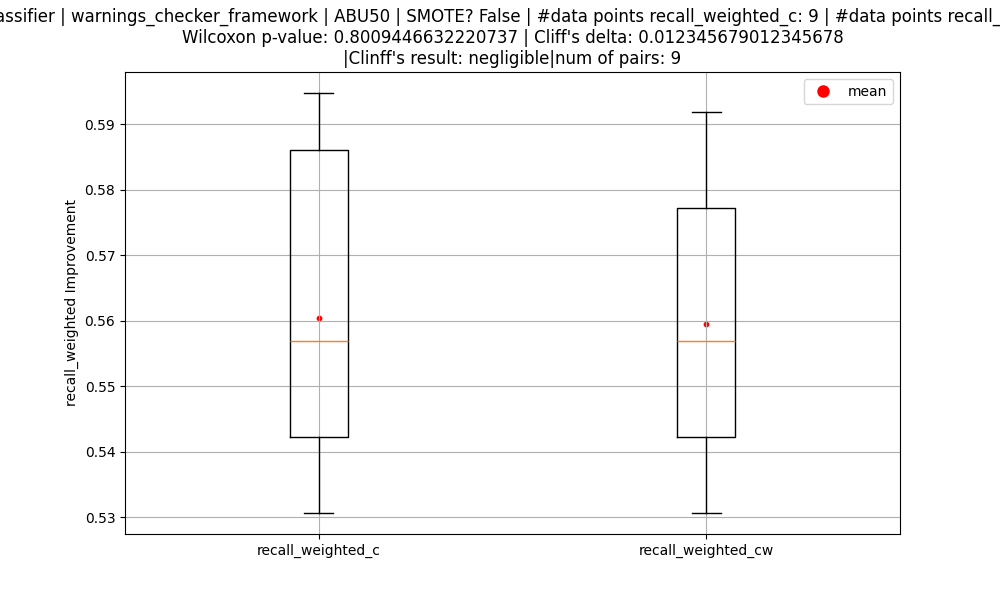 assifier | warnings_checker_framework | ABU50 | SMOTE? False | #data points recall_weighted_c: 9 | #data points recall_
Wilcoxon p-value: 0.8009446632220737 | Cliff's delta: 0.012345679012345678
|Clinff's result: negligible|num of pairs: 9
mean
0.59
0.58
0.57
0.56
0.55
0.54
0.53
recall_weighted Improvement
recall_weighted_c
recall_weighted_cw